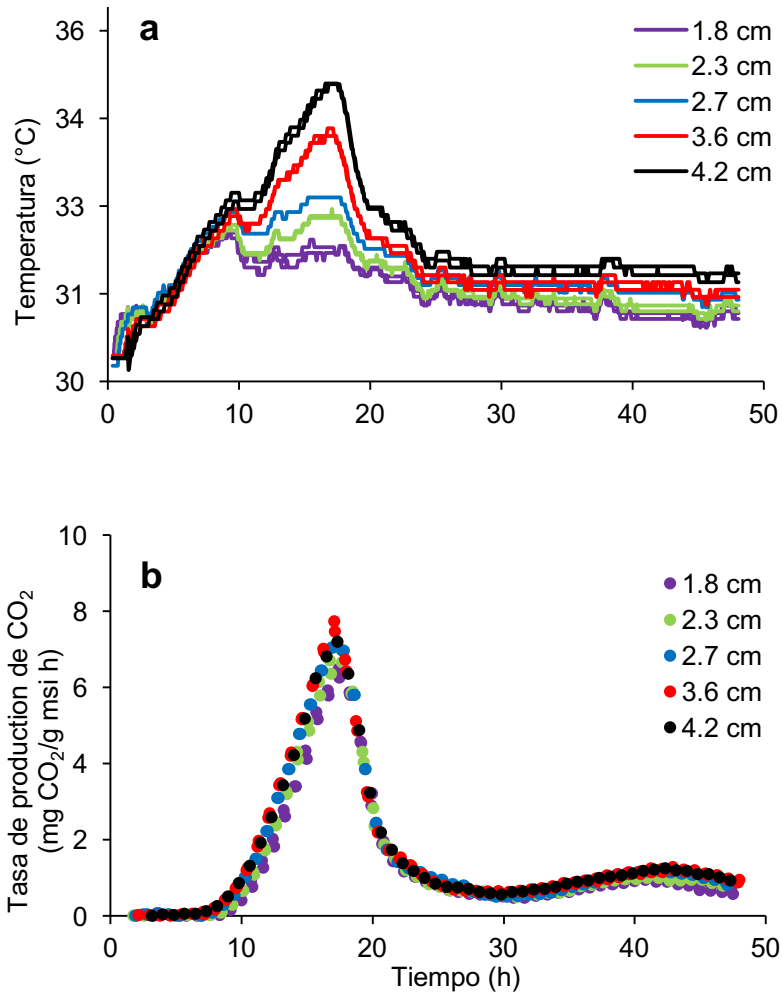 a
36
34
33
31
30
Temperatura (°C)
0
10
20
30
40
50
1.8 cm
2.3 cm
2.7 cm
3.6 cm
4.2 cm
b
10
8
6
4
2
0
Tasa de production de CO₂
(mg CO₂/g msi h)
0
10
20
30
40
50
Tiempo (h)
1.8 cm
2.3 cm
2.7 cm
3.6 cm
4.2 cm